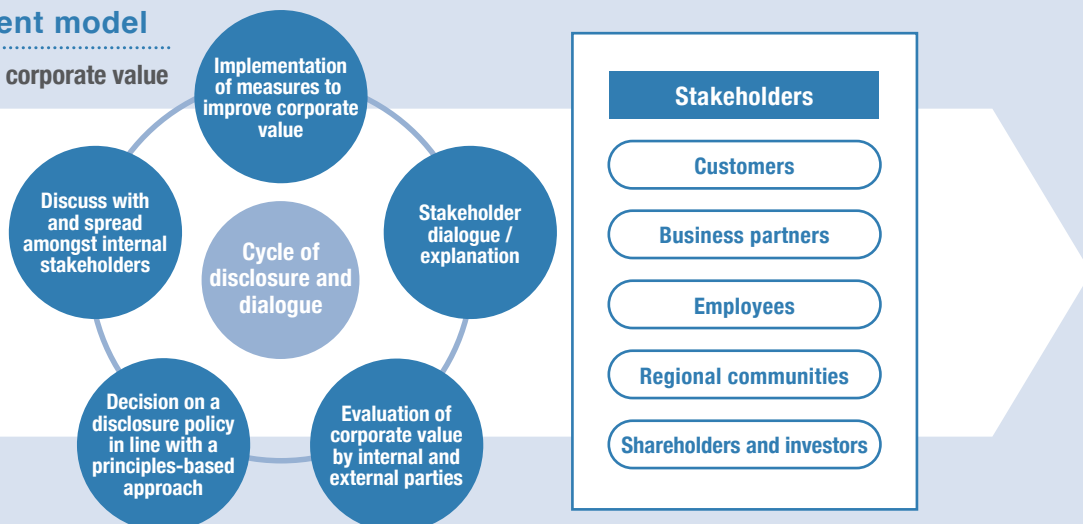 ent model
corporate value
Implementation
of measures to
improve corporate
value
Stakeholder
dialogue /
explanation
Evaluation of
corporate value
by internal and
external parties
Decision on a
disclosure policy
in line with a
principles-based
approach
Discuss with
and spread
amongst internal
stakeholders
Cycle of
disclosure and
dialogue
Stakeholders
Customers
Business partners
Employees
Regional communities
Shareholders and investors